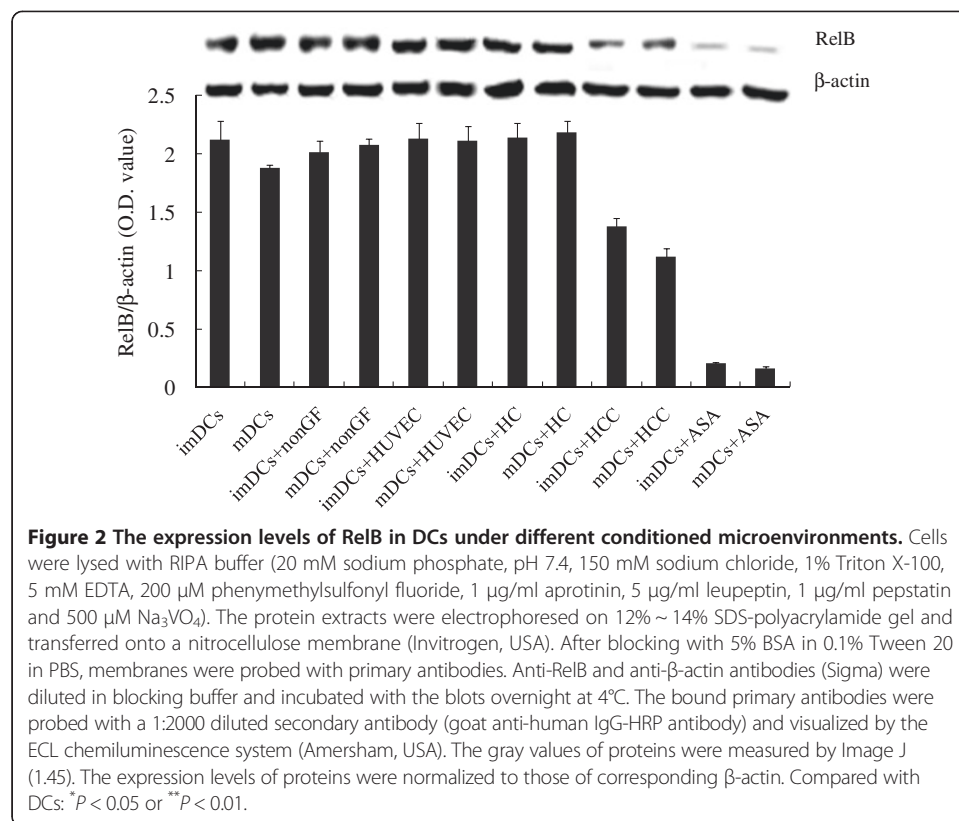 RelB
β-actin
2.5
2
1.5
1
0.5
0
RelB/β-actin (O.D. value)
imDCs
mDCs
imDCs+nonGF
mDCs+nonGF
imDCs+HUVEC
mDCs+HUVEC
imDCs+HC
mDCs+HC
imDCs+HCC
mDCs+HCC
imDCs+ASA
mDCs+ASA
Figure 2 The expression levels of RelB in DCs under different conditioned microenvironments. Cells
were lysed with RIPA buffer (20 mM sodium phosphate, pH 7.4, 150 mM sodium chloride, 1% Triton X-100,
5 mM EDTA, 200 μM phenymethylsulfonyl fluoride, 1 μg/ml aprotinin, 5 μg/ml leupeptin, 1 μg/ml pepstatin
and 500 μM Na₃VO₄). The protein extracts were electrophoresed on 12% ~ 14% SDS-polyacrylamide gel and
transferred onto a nitrocellulose membrane (Invitrogen, USA). After blocking with 5% BSA in 0.1% Tween 20
in PBS, membranes were probed with primary antibodies. Anti-RelB and anti-β-actin antibodies (Sigma) were
diluted in blocking buffer and incubated with the blots overnight at 4°C. The bound primary antibodies were
probed with a 1:2000 diluted secondary antibody (goat anti-human IgG-HRP antibody) and visualized by the
ECL chemiluminescence system (Amersham, USA). The gray values of proteins were measured by Image J
(1.45). The expression levels of proteins were normalized to those of corresponding β-actin. Compared with
DCs: *P < 0.05 or **P < 0.01.